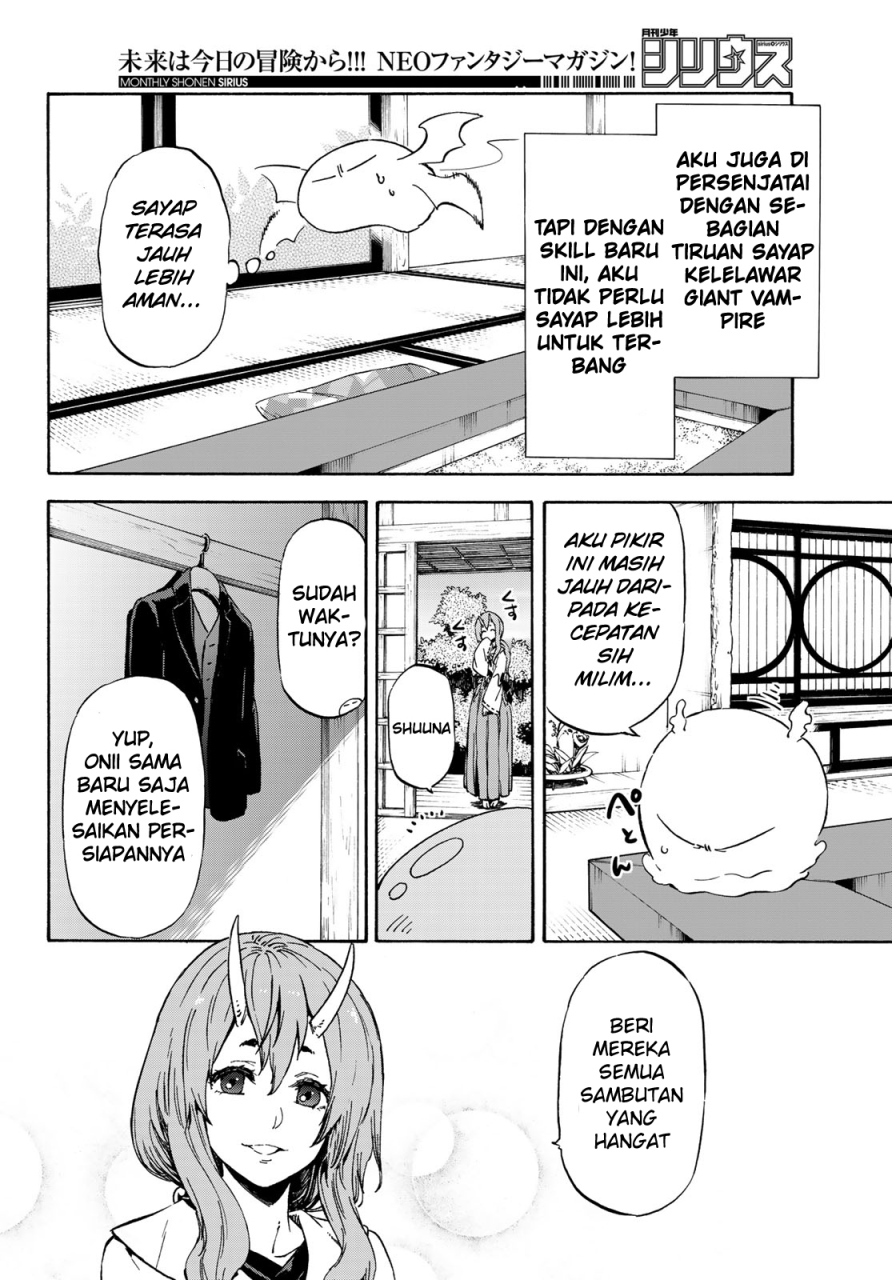 未来は今日の冒険から!!! NEOファンタジーマガジン!
月刊少年
シリウス
MONTHLY SHONEN SIRIUS
AKU JUGA DI
PERSENJATAI
DENGAN SE-
BAGIAN
TIRUAN SAYAP
KELELAWAR
GIANT VAM-
PIRE
TAPI DENGAN
SKILL BARU
INI, AKU
TIDAK PERLU
SAYAP LEBIH
UNTUK TER-
BANG
SAYAP
TERASA
JAUH
LEBIH
AMAN...
AKU PIKIR
INI MASIH
JAUH DARI-
PADA KE-
CEPATAN
SIH
MILIM...
ぺとん
くすくす
SHUUNA
SUDAH
WAK-
TUNYA?
YUP,
ONII SAMA
BARU SAJA
MENYELE-
SAIKAN PER-
SIAPANNYA
BERI
MEREKA
SEMUA
SAMBUTAN
YANG
HANGAT